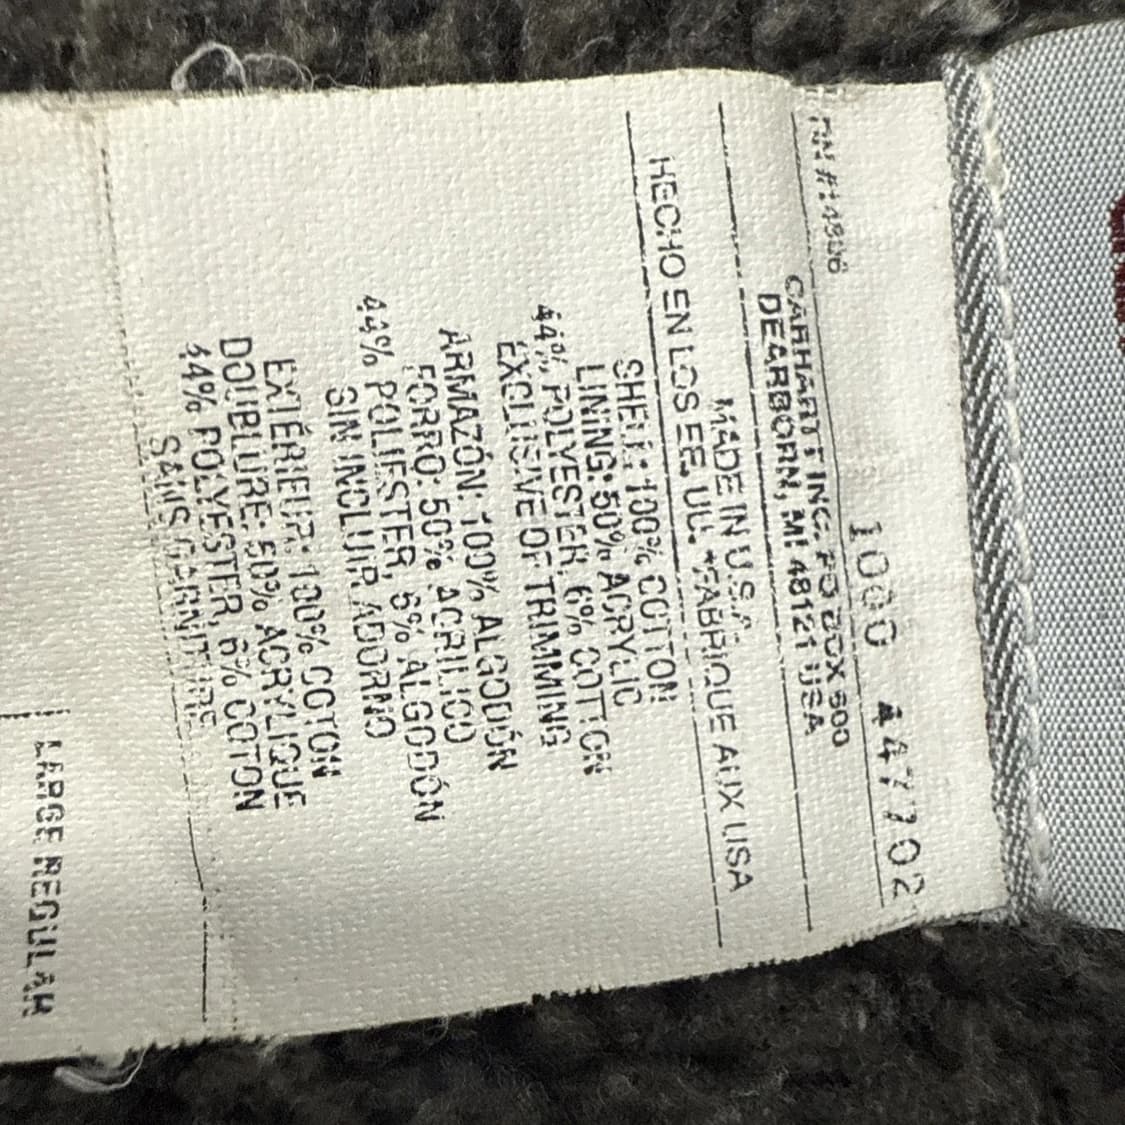 1000 447702
RN #14806
CARHARTT INC. PO BOX 600
DEARBORN, MI 48121 USA
MADE IN U.S.A.
HECHO EN LOS EE. UU. *FABRIQUE AUX USA
SHELL: 100% COTTON
LINING: 50% ACRYLIC
44% POLYESTER, 6% COTTON
EXCLUSIVE OF TRIMMING
ARMAZÓN: 100% ALGODÓN
FORRO: 50% ACRILICO
44% POLIESTER, 6% ALGODÓN
SIN INCLUIR ADORNO
EXTÉRIEUR: 100% COTON
DOUBLURE: 50% ACRYLIQUE
44% POLYESTER, 6% COTON
SANS GARNITURE
LARGE REGULAR